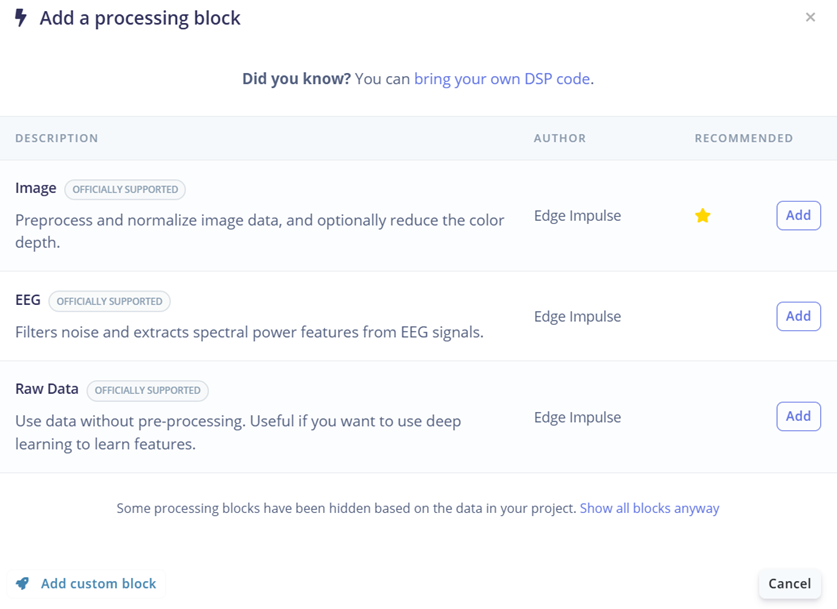 Add a processing block
Did you know? You can bring your own DSP code.
DESCRIPTION AUTHOR RECOMMENDED
Image OFFICIALLY SUPPORTED
Preprocess and normalize image data, and optionally reduce the color
depth.
Edge Impulse
Add
EEG OFFICIALLY SUPPORTED
Filters noise and extracts spectral power features from EEG signals.
Edge Impulse
Add
Raw Data OFFICIALLY SUPPORTED
Use data without pre-processing. Useful if you want to use deep
learning to learn features.
Edge Impulse
Add
Some processing blocks have been hidden based on the data in your project. Show all blocks anyway
Add custom block
Cancel